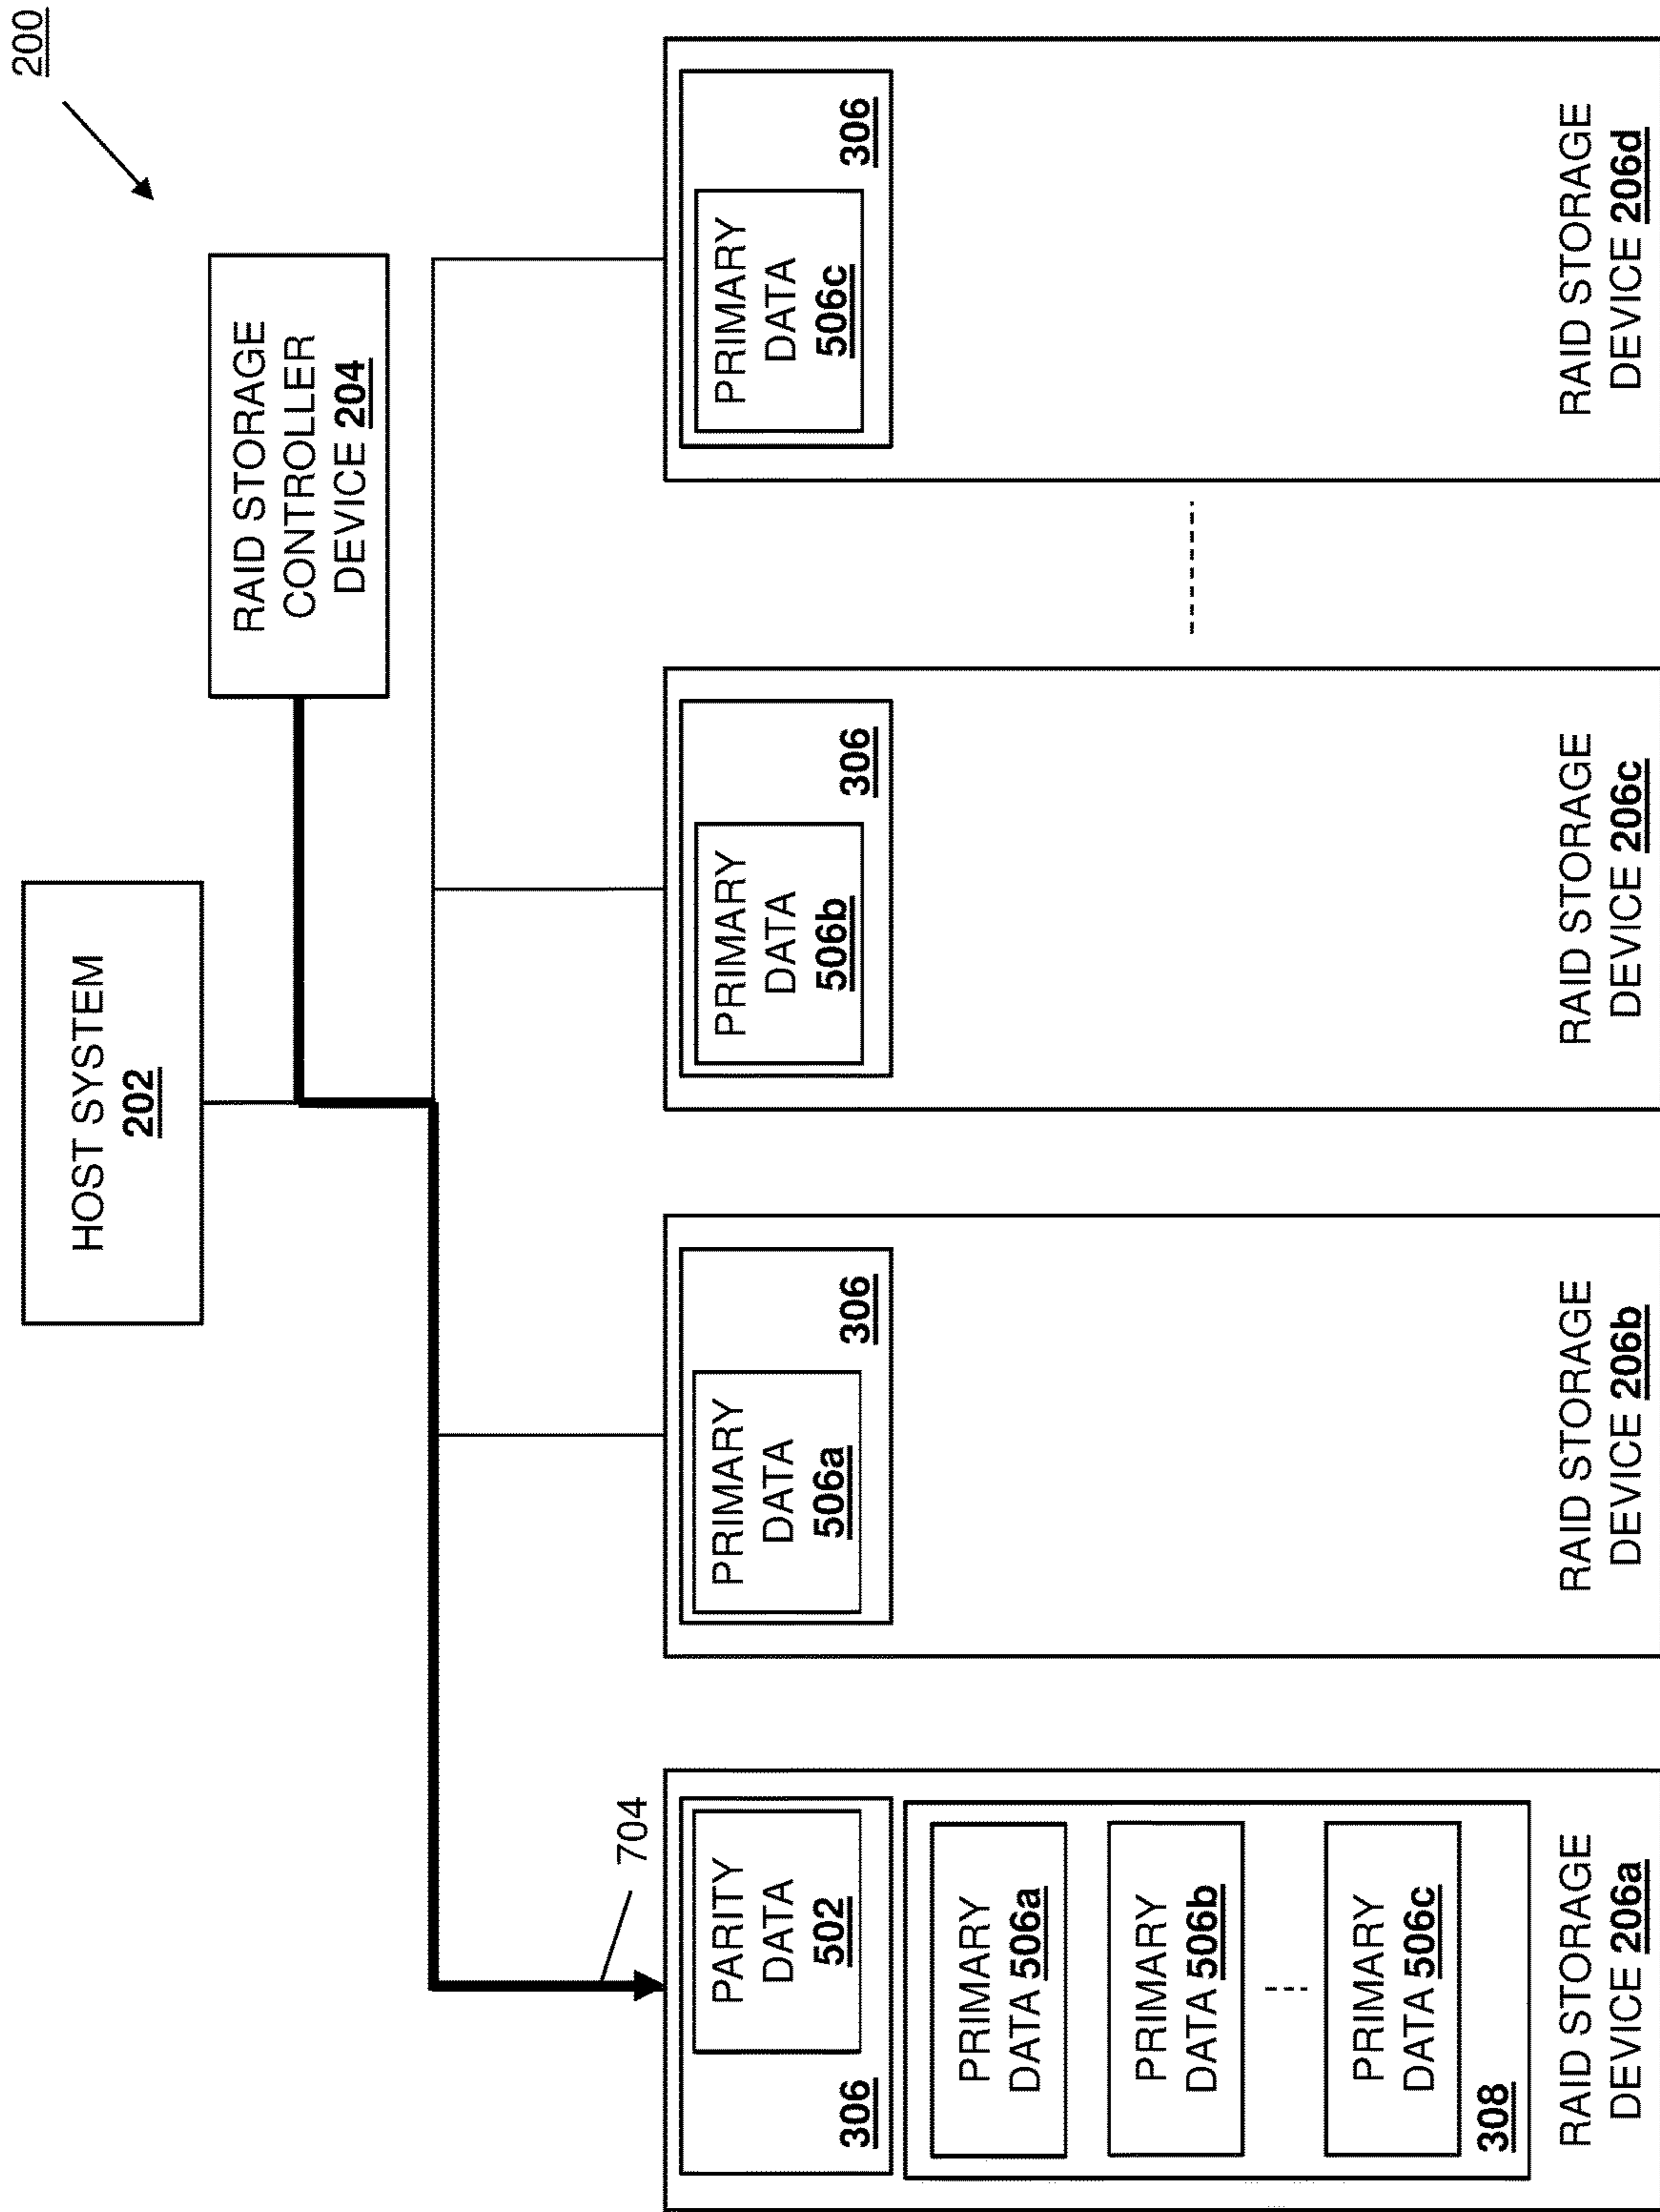 200
HOST SYSTEM
202
RAID STORAGE
CONTROLLER
DEVICE 204
704
PARITY
DATA
502
306
PRIMARY
DATA 506a
PRIMARY
DATA 506b
PRIMARY
DATA 506c
308
RAID STORAGE
DEVICE 206a
PRIMARY
DATA
506a
306
RAID STORAGE
DEVICE 206b
PRIMARY
DATA
506b
306
RAID STORAGE
DEVICE 206c
PRIMARY
DATA
506c
306
RAID STORAGE
DEVICE 206d